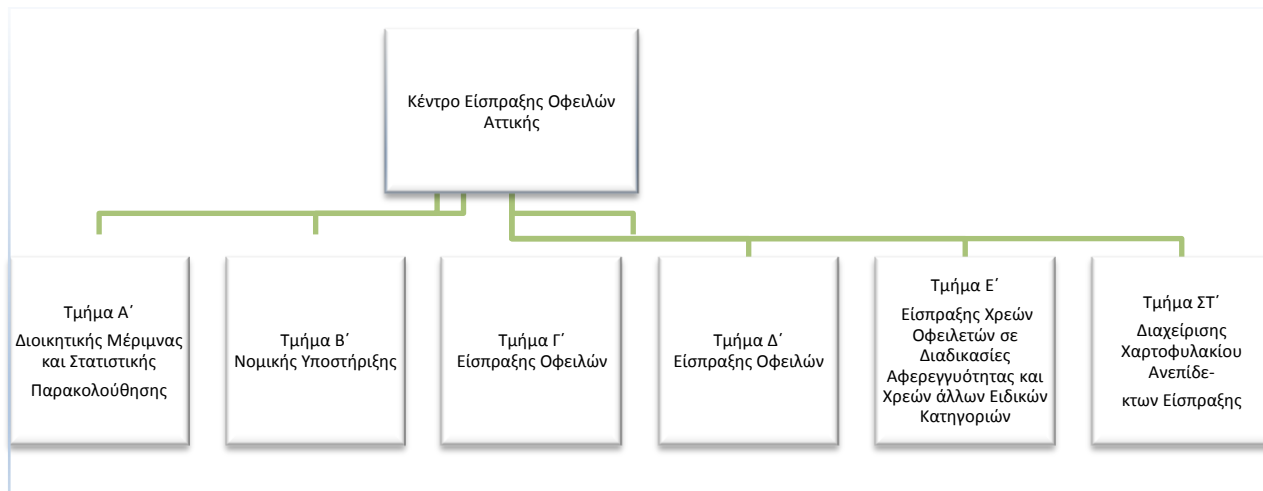 Κέντρο Είσπραξης Οφειλών
Αττικής
Τμήμα Α΄
Διοικητικής Μέριμνας
και Στατιστικής
Παρακολούθησης
Τμήμα Β΄
Νομικής Υποστήριξης
Τμήμα Γ΄
Είσπραξης Οφειλών
Τμήμα Δ΄
Είσπραξης Οφειλών
Τμήμα Ε΄
Είσπραξης Χρεών
Οφειλετών σε
Διαδικασίες
Αφερεγγυότητας και
Χρεών άλλων Ειδικών
Κατηγοριών
Τμήμα ΣΤ΄
Διαχείρισης
Χαρτοφυλακίου
Ανεπίδε-
κτων Είσπραξης